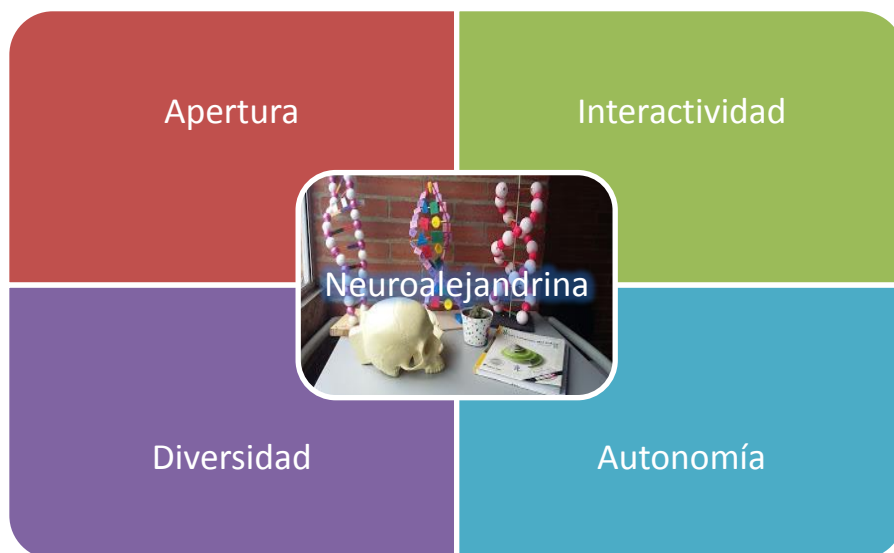 Apertura
Interactividad
Neuroalejandrina
Diversidad
Autonomía